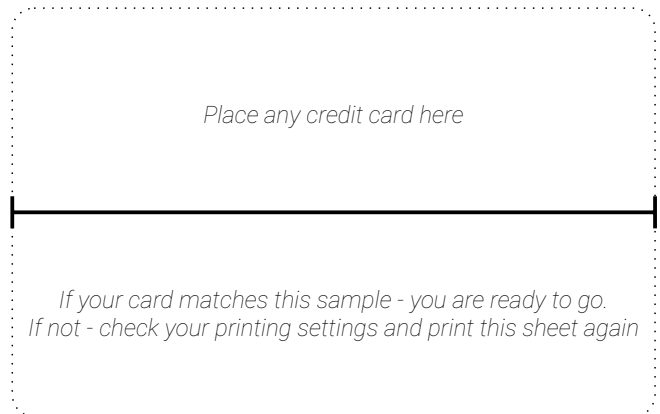 Place any credit card here
If your card matches this sample - you are ready to go.
If not - check your printing settings and print this sheet again